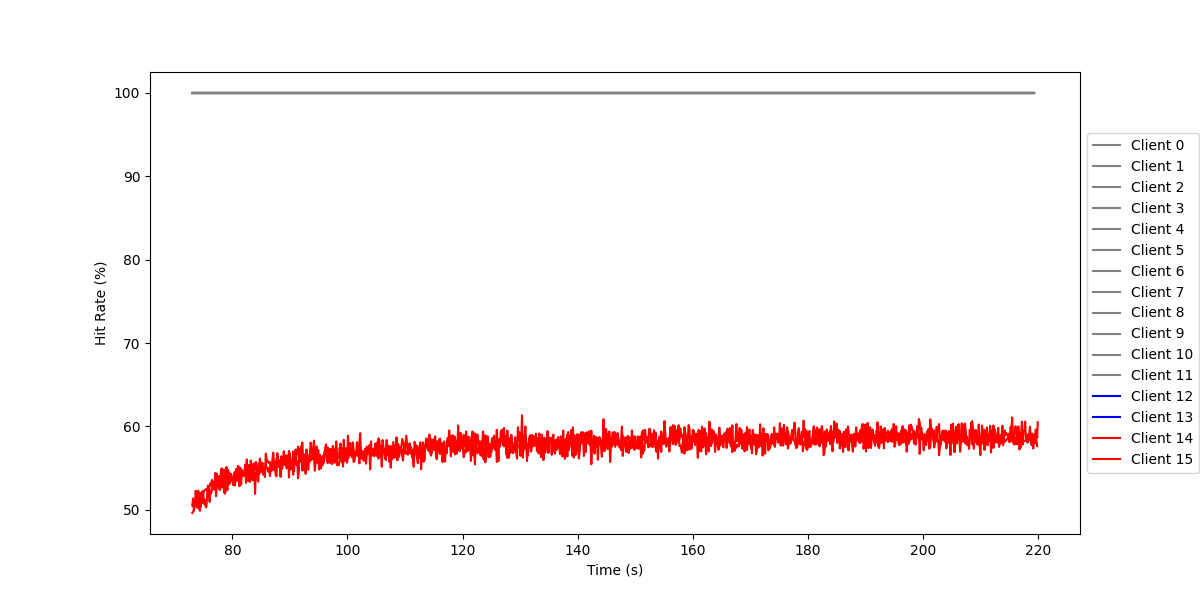 100
90
80
70
60
50
Hit Rate (%)
80
100
120
140
160
180
200
220
Time (s)
Client 0
Client 1
Client 2
Client 3
Client 4
Client 5
Client 6
Client 7
Client 8
Client 9
Client 10
Client 11
Client 12
Client 13
Client 14
Client 15